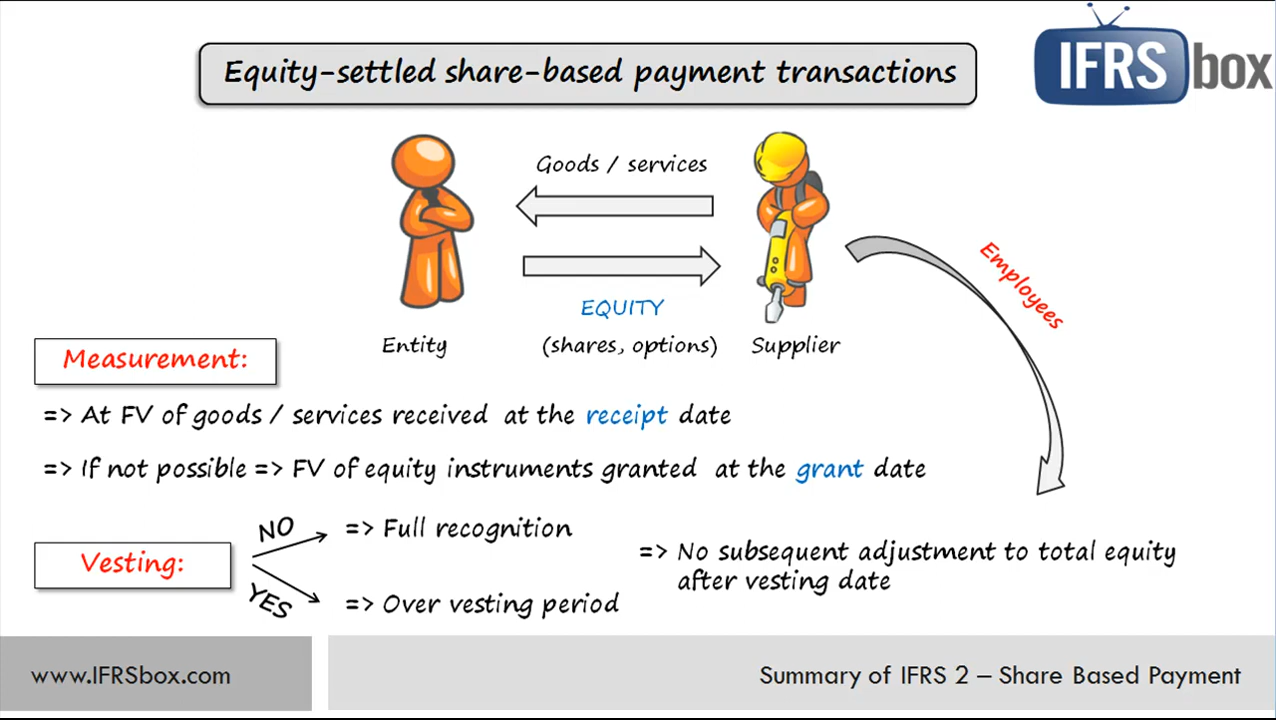 Equity-settled share-based payment transactions
IFRS box
Goods / services
EQUITY
(shares, options)
Entity
Supplier
Employees
Measurement:
=> At FV of goods / services received at the receipt date
=> If not possible => FV of equity instruments granted at the grant date
Vesting:
NO
=> Full recognition
YES
=> Over vesting period
=> No subsequent adjustment to total equity
after vesting date
www.IFRSbox.com
Summary of IFRS 2 – Share Based Payment